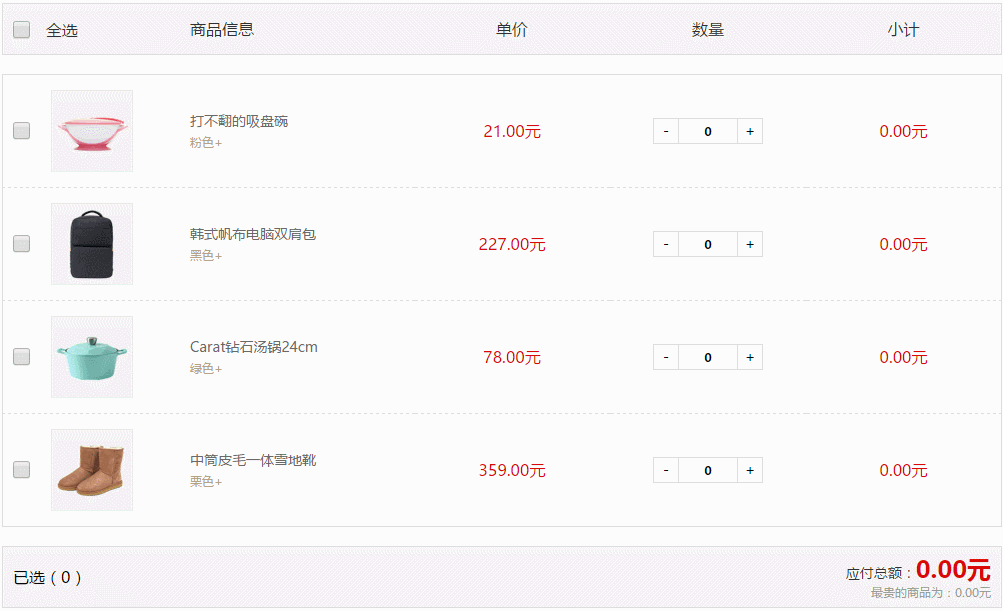 全选 商品信息 单价 数量 小计
打不翻的吸盘碗
粉色+
21.00元 - 0 + 0.00元
韩式帆布电脑双肩包
黑色+
227.00元 - 0 + 0.00元
Carat钻石汤锅24cm
绿色+
78.00元 - 0 + 0.00元
中筒皮毛一体雪地靴
栗色+
359.00元 - 0 + 0.00元
已选（0）
应付总额：0.00元
最贵的商品为：0.00元